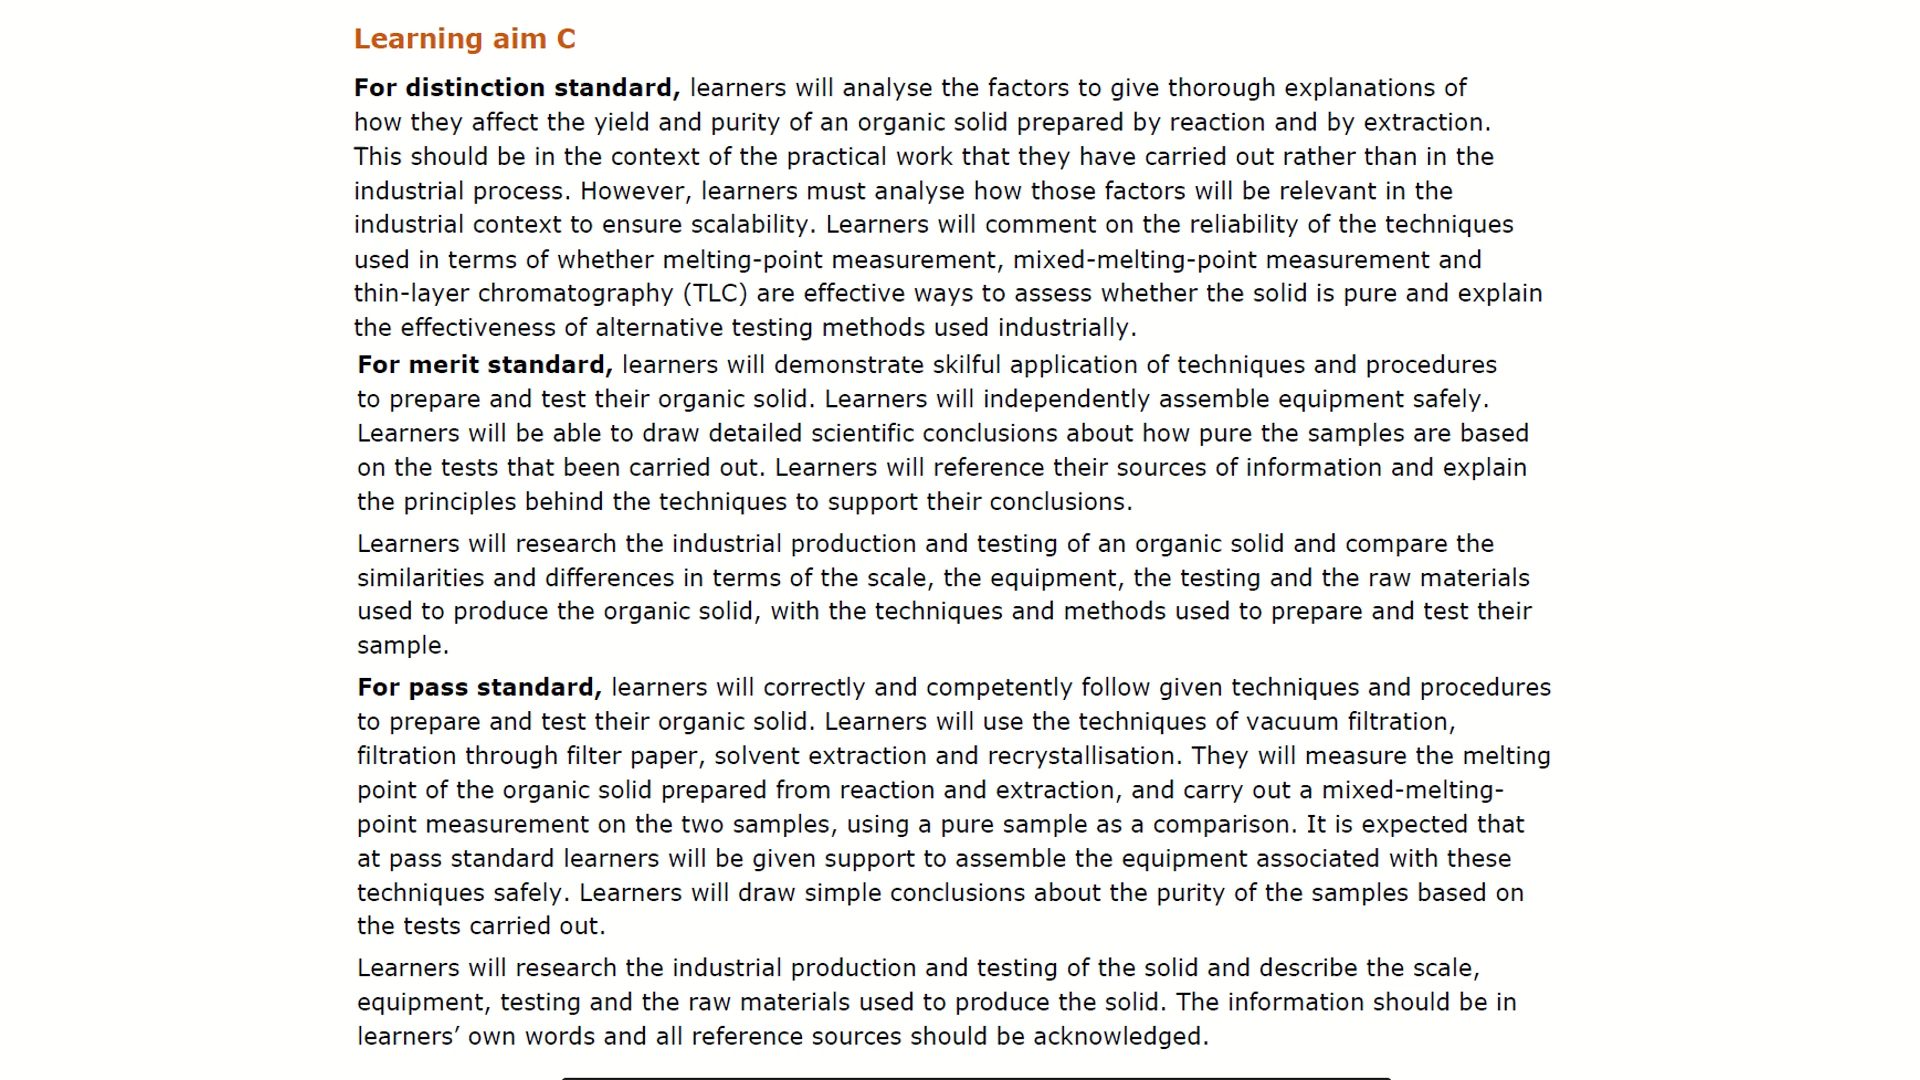 Learning aim C
For distinction standard, learners will analyse the factors to give thorough explanations of
how they affect the yield and purity of an organic solid prepared by reaction and by extraction.
This should be in the context of the practical work that they have carried out rather than in the
industrial process. However, learners must analyse how those factors will be relevant in the
industrial context to ensure scalability. Learners will comment on the reliability of the techniques
used in terms of whether melting-point measurement, mixed-melting-point measurement and
thin-layer chromatography (TLC) are effective ways to assess whether the solid is pure and explain
the effectiveness of alternative testing methods used industrially.
For merit standard, learners will demonstrate skilful application of techniques and procedures
to prepare and test their organic solid. Learners will independently assemble equipment safely.
Learners will be able to draw detailed scientific conclusions about how pure the samples are based
on the tests that been carried out. Learners will reference their sources of information and explain
the principles behind the techniques to support their conclusions.
Learners will research the industrial production and testing of an organic solid and compare the
similarities and differences in terms of the scale, the equipment, the testing and the raw materials
used to produce the organic solid, with the techniques and methods used to prepare and test their
sample.
For pass standard, learners will correctly and competently follow given techniques and procedures
to prepare and test their organic solid. Learners will use the techniques of vacuum filtration,
filtration through filter paper, solvent extraction and recrystallisation. They will measure the melting
point of the organic solid prepared from reaction and extraction, and carry out a mixed-melting-
point measurement on the two samples, using a pure sample as a comparison. It is expected that
at pass standard learners will be given support to assemble the equipment associated with these
techniques safely. Learners will draw simple conclusions about the purity of the samples based on
the tests carried out.
Learners will research the industrial production and testing of the solid and describe the scale,
equipment, testing and the raw materials used to produce the solid. The information should be in
learners’ own words and all reference sources should be acknowledged.